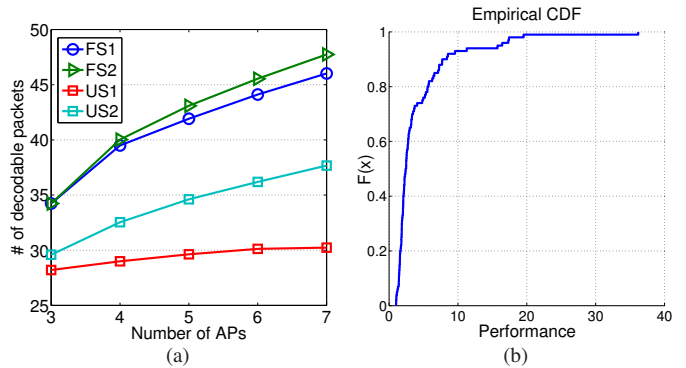 50
45
40
35
30
25
# of decodable packets
FS1
FS2
US1
US2
3 4 5 6 7
Number of APs
(a)
Empirical CDF
1
0.8
0.6
0.4
0.2
0
F(x)
0 10 20 30 40
Performance
(b)